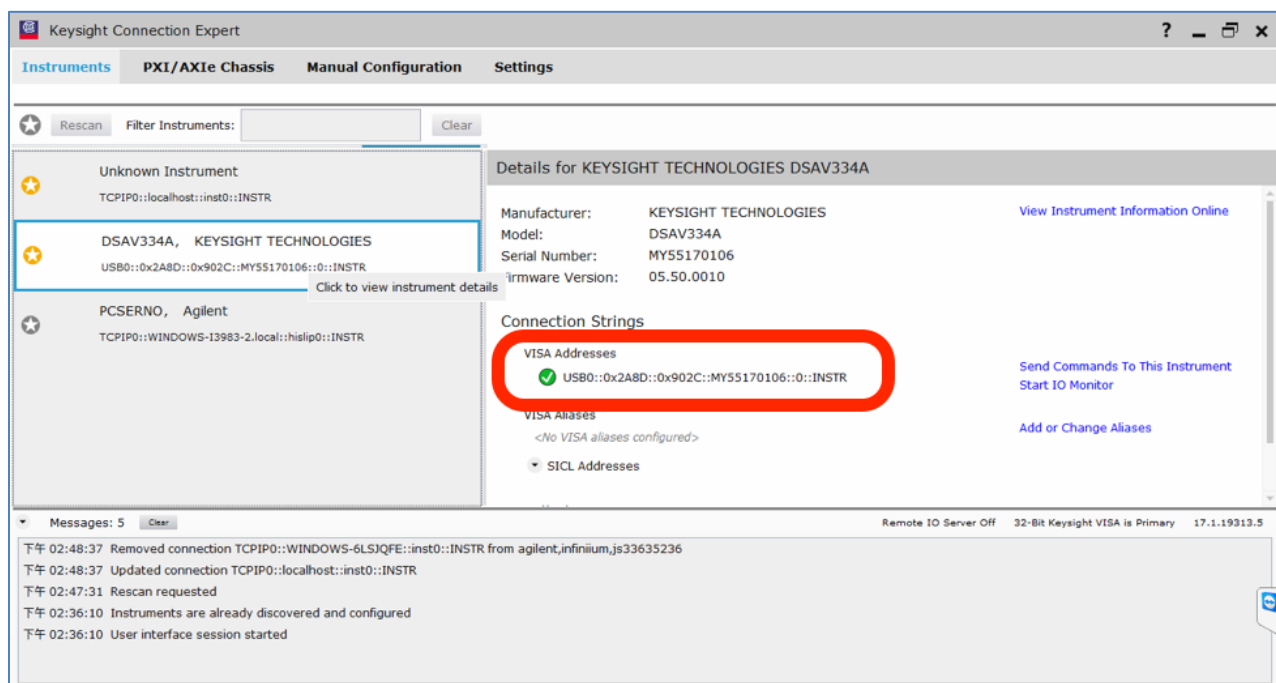 Keysight Connection Expert
Instruments PXI/AXIe Chassis Manual Configuration Settings
Rescan Filter Instruments: Clear
Unknown Instrument
TCPIP0::localhost::inst0::INSTR
DSAV334A, KEYSIGHT TECHNOLOGIES
USB0::0x2A8D::0x902C::MY55170106::0::INSTR
Click to view instrument details
PCSERNO, Agilent
TCPIP0::WINDOWS-I3983-2.local::hislip0::INSTR
Details for KEYSIGHT TECHNOLOGIES DSAV334A
Manufacturer: KEYSIGHT TECHNOLOGIES View Instrument Information Online
Model: DSAV334A
Serial Number: MY55170106
Firmware Version: 05.50.0010
Connection Strings
VISA Addresses
USB0::0x2A8D::0x902C::MY55170106::0::INSTR
Send Commands To This Instrument
Start IO Monitor
VISA Aliases
<No VISA aliases configured>
Add or Change Aliases
SICL Addresses
Messages: 5 Clear Remote IO Server Off 32-Bit Keysight VISA is Primary 17.1.19313.5
下午 02:48:37 Removed connection TCPIP0::WINDOWS-6LSJQFE::inst0::INSTR from agilent,infiniium,js33635236
下午 02:48:37 Updated connection TCPIP0::localhost::inst0::INSTR
下午 02:47:31 Rescan requested
下午 02:36:10 Instruments are already discovered and configured
下午 02:36:10 User interface session started